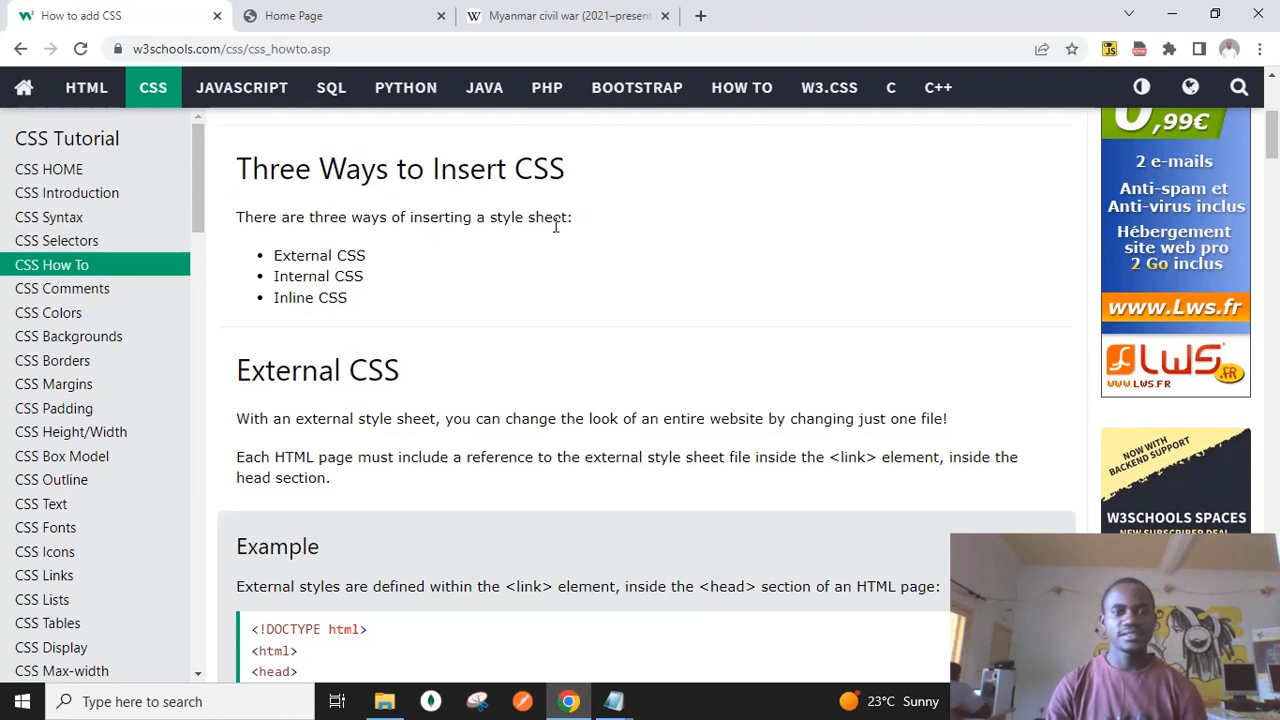 How to add CSS
Home Page
Myanmar civil war (2021–present
w3schools.com/css/css_howto.asp
HTML CSS JAVASCRIPT SQL PYTHON JAVA PHP BOOTSTRAP HOW TO W3.CSS C C++
CSS Tutorial
CSS HOME
CSS Introduction
CSS Syntax
CSS Selectors
CSS How To
CSS Comments
CSS Colors
CSS Backgrounds
CSS Borders
CSS Margins
CSS Padding
CSS Height/Width
CSS Box Model
CSS Outline
CSS Text
CSS Fonts
CSS Icons
CSS Links
CSS Lists
CSS Tables
CSS Display
CSS Max-width
Three Ways to Insert CSS
There are three ways of inserting a style sheet:
External CSS
Internal CSS
Inline CSS
External CSS
With an external style sheet, you can change the look of an entire website by changing just one file!
Each HTML page must include a reference to the external style sheet file inside the <link> element, inside the
head section.
Example
External styles are defined within the <link> element, inside the <head> section of an HTML page:
<!DOCTYPE html>
<html>
<head>
0,99€
2 e-mails
Anti-spam et
Anti-virus inclus
Hébergement
site web pro
2 Go inclus
www.Lws.fr
LWS.FR
WWW.LWS.FR
NOW WITH
BACKEND SUPPORT
W3SCHOOLS SPACES
NEW SUBSCRIBER DEAL
Type here to search
23°C Sunny